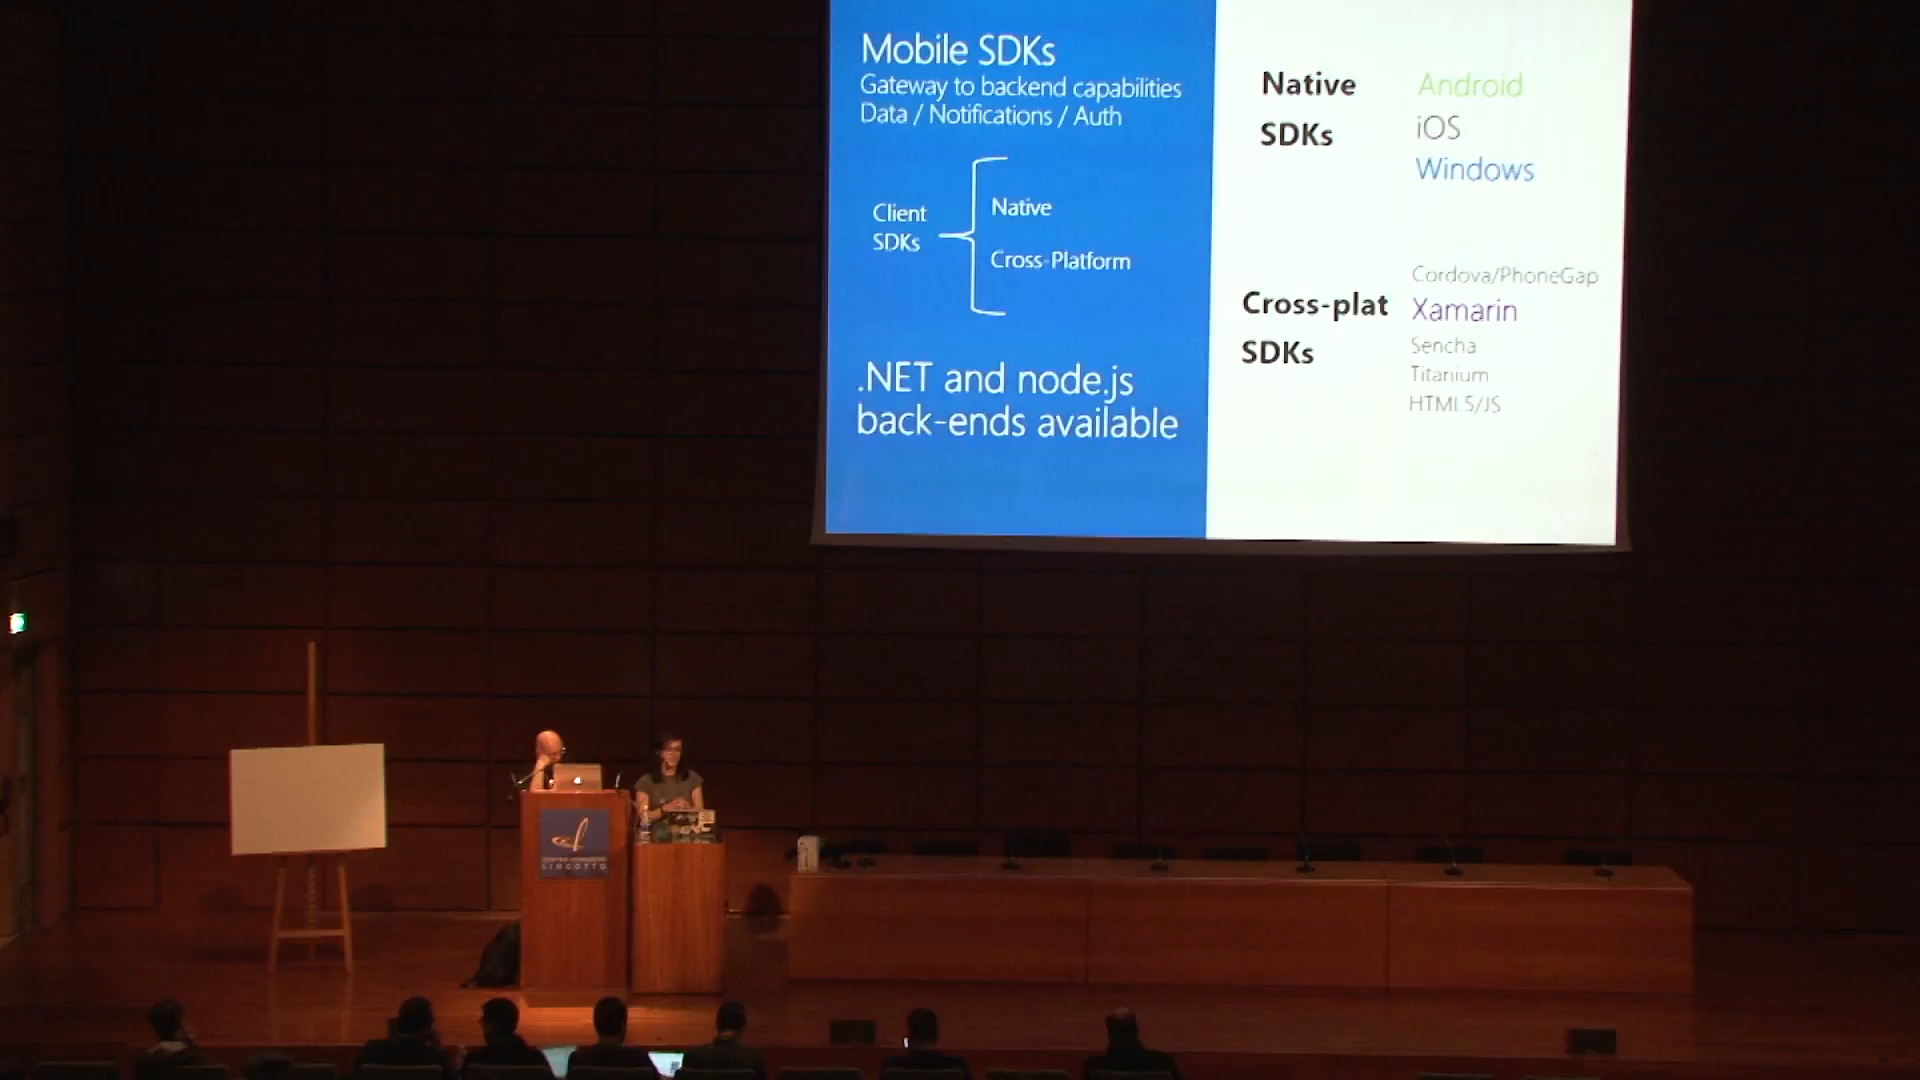 Mobile SDKs
Gateway to backend capabilities
Data / Notifications / Auth
Client
SDKs
Native
Cross-Platform
.NET and node.js
back-ends available
Native
SDKs
Android
iOS
Windows
Cross-plat
SDKs
Cordova/PhoneGap
Xamarin
Sencha
Titanium
HTML5/JS
LINGOTTO